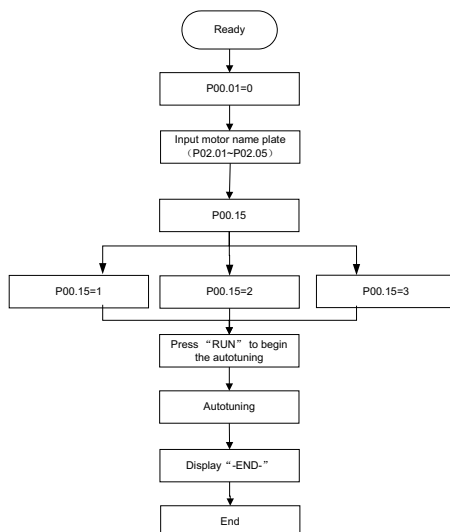 Ready
P00.01=0
Input motor name plate
（P02.01~P02.05）
P00.15
P00.15=1
P00.15=2
P00.15=3
Press “RUN” to begin
the autotuning
Autotuning
Display “-END-”
End